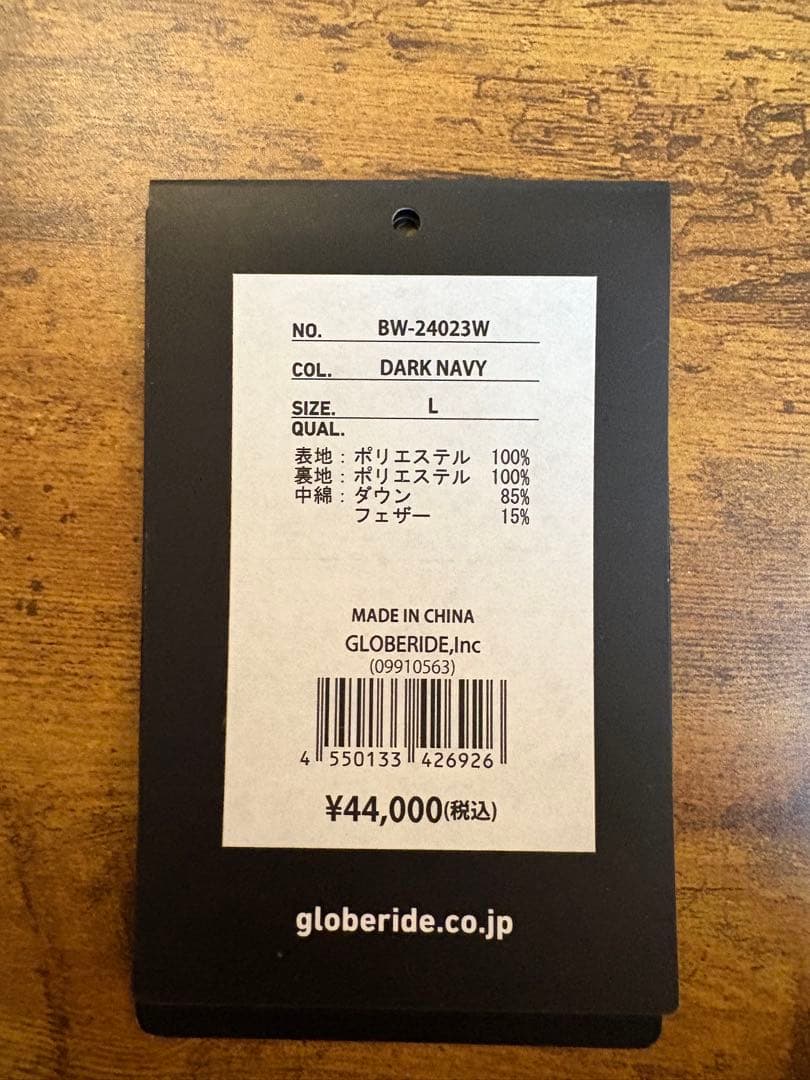 NO. BW-24023W
COL. DARK NAVY
SIZE. L
QUAL.
表地：ポリエステル 100%
裏地：ポリエステル 100%
中綿：ダウン 85%
フェザー 15%
MADE IN CHINA
GLOBERIDE,Inc
(09910563)
4 550133 426926
¥44,000(税込)
globeride.co.jp